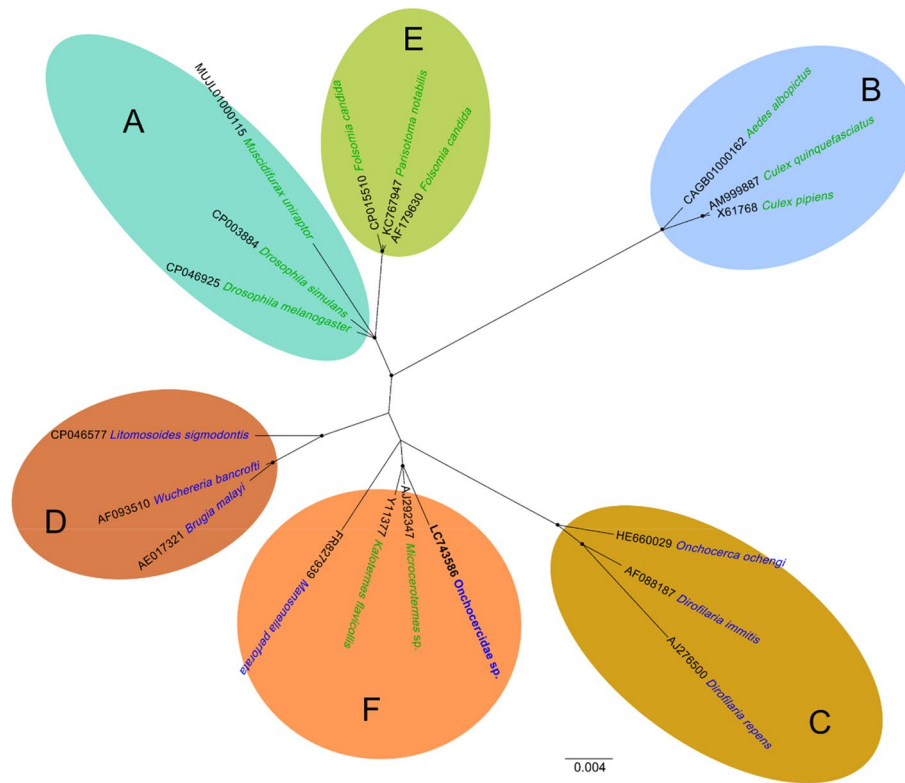 A
MUJL01000115 Muscidifurax uniraptor
CP003884 Drosophila simulans
CP046925 Drosophila melanogaster
E
CP015510 Folsomia candida
KC767947 Parisotoma notabilis
AF179630 Folsomia candida
B
CAGB01000162 Aedes albopictus
AM999887 Culex quinquefasciatus
X61768 Culex pipiens
D
CP046577 Litomosoides sigmodontis
AF093510 Wuchereria bancrofti
AE017321 Brugia malayi
F
FR827939 Mansonella perforata
Y11377 Kalotermes flavicollis
AJ292347 Microcerotermes sp.
LC743586 Onchocercidae sp.
C
HE660029 Onchocerca ochengi
AF088187 Dirofilaria immitis
AJ276500 Dirofilaria repens
0.004